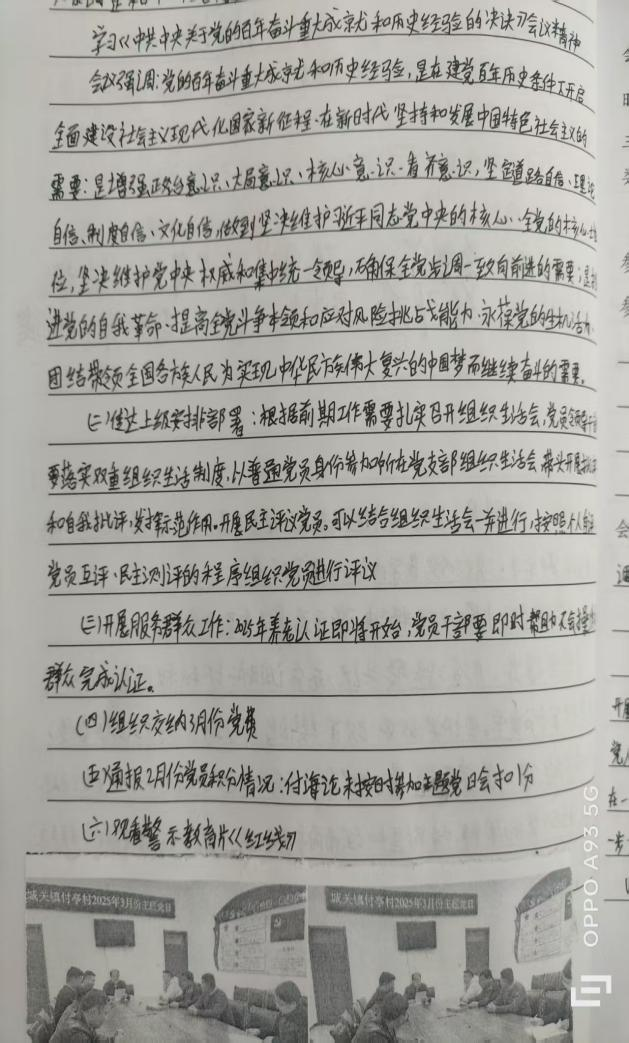 学习《中共中央关于党的百年奋斗重大成就和历史经验的决议》会议精神
会议强调：党的百年奋斗重大成就和历史经验，是在建党百年历史条件下开启
全面建设社会主义现代化国家新征程、在新时代坚持和发展中国特色社会主义的
需要；是增强政治意识、大局意识、核心意识、看齐意识，坚定道路自信、理论
自信、制度自信、文化自信，做到坚决维护习近平同志党中央的核心、全党的核心地
位，坚决维护党中央权威和集中统一领导，确保全党步调一致向前进的需要；是推
进党的自我革命、提高全党斗争本领和应对风险挑战能力、永葆党的生机活力、
团结带领全国各族人民为实现中华民族伟大复兴的中国梦而继续奋斗的需要。
(二)传达上级安排部署：根据前期工作需要扎实召开组织生活会，党员领导干部
要落实双重组织生活制度，以普通党员身份参加所在党支部组织生活会带头开展批评
和自我批评，发挥示范作用。开展民主评议党员。可以结合组织生活会一并进行，按照个人自评
党员互评、民主测评的程序组织党员进行评议
(三)开展服务群众工作：2025年养老认证即将开始，党员干部要即时帮助不会操作
群众完成认证。
(四)组织交纳3月份党费
(五)通报2月份党员积分情况：付海论未按时参加主题党日会扣1分
(六)观看警示教育片《红线》
城关镇付亭村2025年3月份主题党日
城关镇付亭村2025年3月份主题党日
OPPO A93 5G